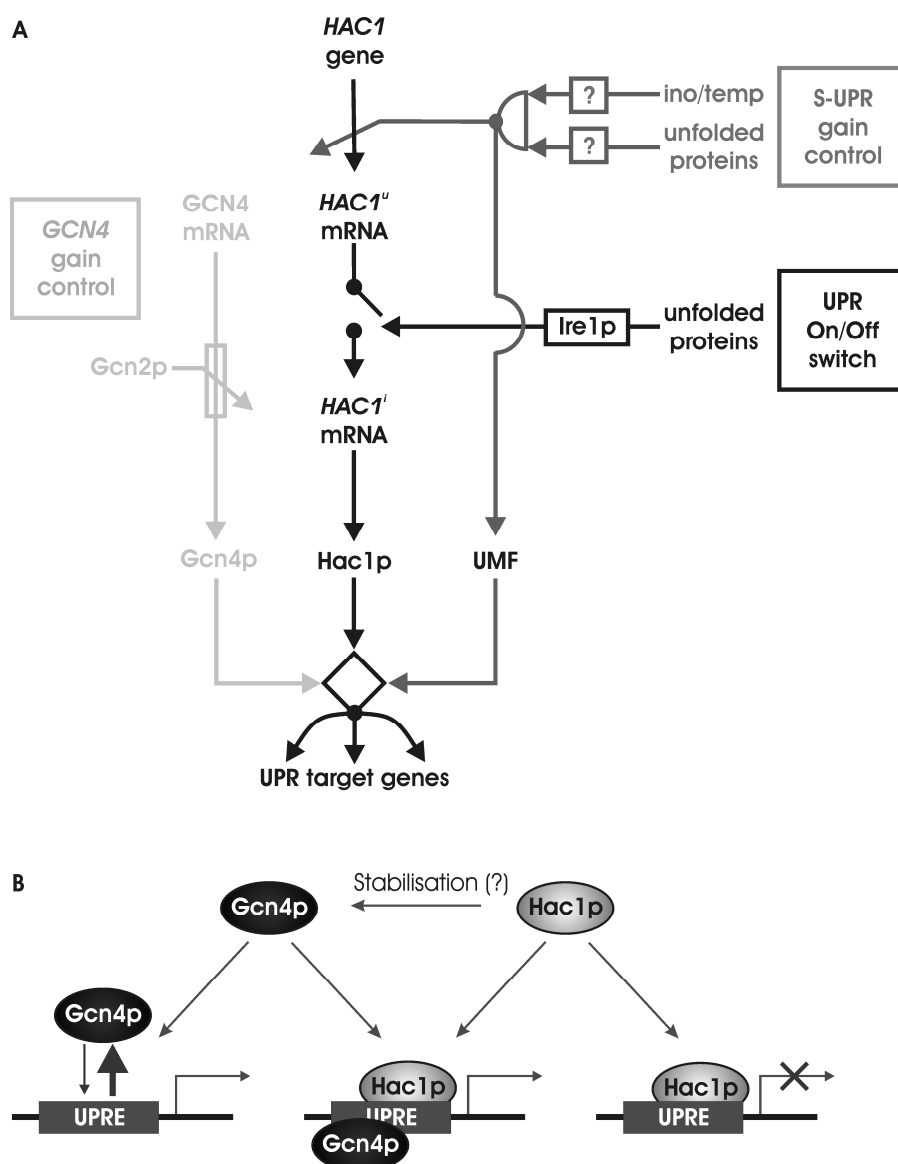 A
HAC1
gene
?
ino/temp
?
unfolded
proteins
S-UPR
gain
control
GCN4
gain
control
GCN4
mRNA
HAC1ᵘ
mRNA
Ire1p
unfolded
proteins
UPR
On/Off
switch
Gcn2p
HAC1ⁱ
mRNA
Gcn4p
Hac1p
UMF
UPR target genes
B
Stabilisation (?)
Gcn4p
Hac1p
Gcn4p
UPRE
Hac1p
UPRE
Gcn4p
Hac1p
UPRE